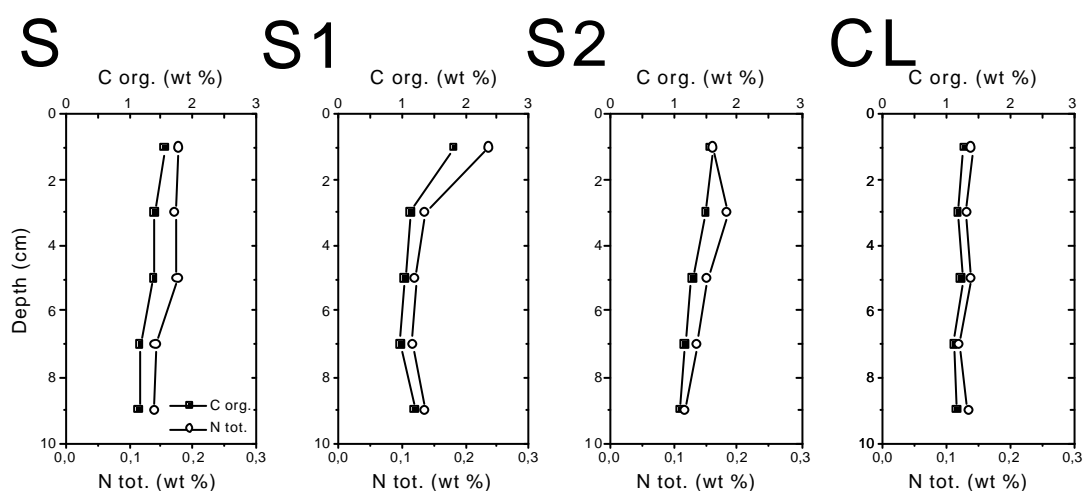 S S1 S2 CL
C org. (wt %) C org. (wt %) C org. (wt %) C org. (wt %)
0 1 2 3 0 1 2 3 0 1 2 3 0 1 2 3
0 0 0 0
2 2 2 2
4 4 4 4
6 6 6 6
8 8 8 8
10 10 10 10
Depth (cm)
C org.
N tot.
0,0 0,1 0,2 0,3 0,0 0,1 0,2 0,3 0,0 0,1 0,2 0,3 0,0 0,1 0,2 0,3
N tot. (wt %) N tot. (wt %) N tot. (wt %) N tot. (wt %)